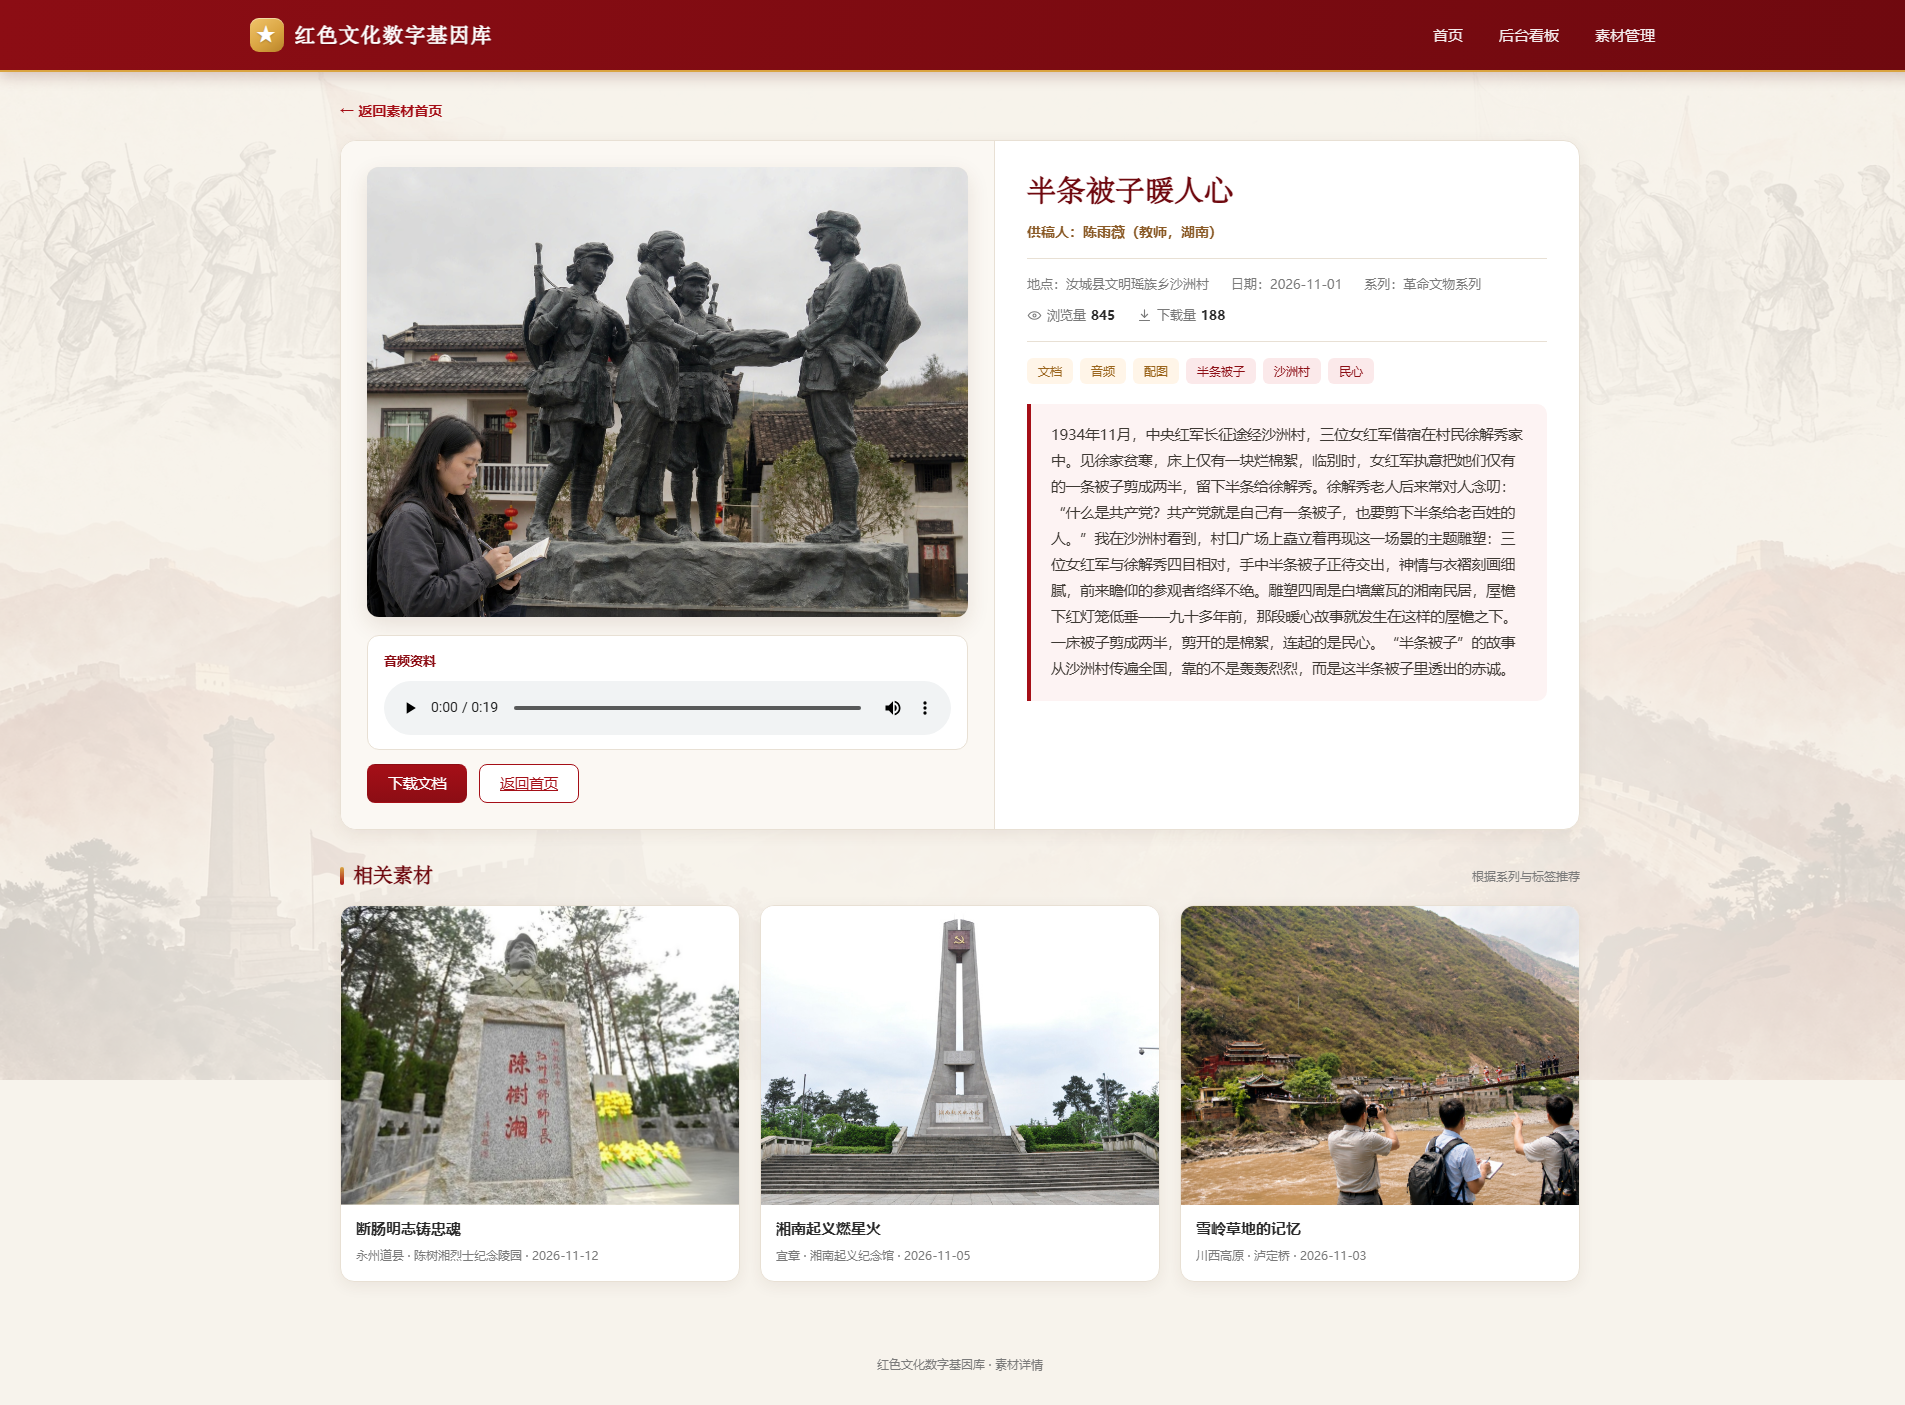 红色文化数字基因库
首页
后台看板
素材管理
← 返回素材首页
半条被子暖人心
供稿人：陈雨薇（教师，湖南）
地点：汝城县文明瑶族乡沙洲村 日期：2026-11-01 系列：革命文物系列
浏览量 845 下载量 188
文档 音频 配图 半条被子 沙洲村 民心
1934年11月，中央红军长征途经沙洲村，三位女红军借宿在村民徐解秀家
中。见徐家贫寒，床上仅有一块烂棉絮，临别时，女红军执意把她们仅有
的一条被子剪成两半，留下半条给徐解秀。徐解秀老人后来常对人念叨：
“什么是共产党？共产党就是自己有一条被子，也要剪下半条给老百姓的
人。”我在沙洲村看到，村口广场上矗立着再现这一场景的主题雕塑：三
位女红军与徐解秀四目相对，手中半条被子正待交出，神情与衣褶刻画细
腻，前来瞻仰的参观者络绎不绝。雕塑四周是白墙黛瓦的湘南民居，屋檐
下红灯笼低垂——九十多年前，那段暖心故事就发生在这样的屋檐之下。
一床被子剪成两半，剪开的是棉絮，连起的是民心。“半条被子”的故事
从沙洲村传遍全国，靠的不是轰轰烈烈，而是这半条被子里透出的赤诚。
音频资料
0:00 / 0:19
下载文档
返回首页
相关素材
根据系列与标签推荐
陳樹湘
红卅四師師長
断肠明志铸忠魂
永州道县 · 陈树湘烈士纪念陵园 · 2026-11-12
湘南起义燃星火
宜章 · 湘南起义纪念馆 · 2026-11-05
雪岭草地的记忆
川西高原 · 泸定桥 · 2026-11-03
红色文化数字基因库 · 素材详情